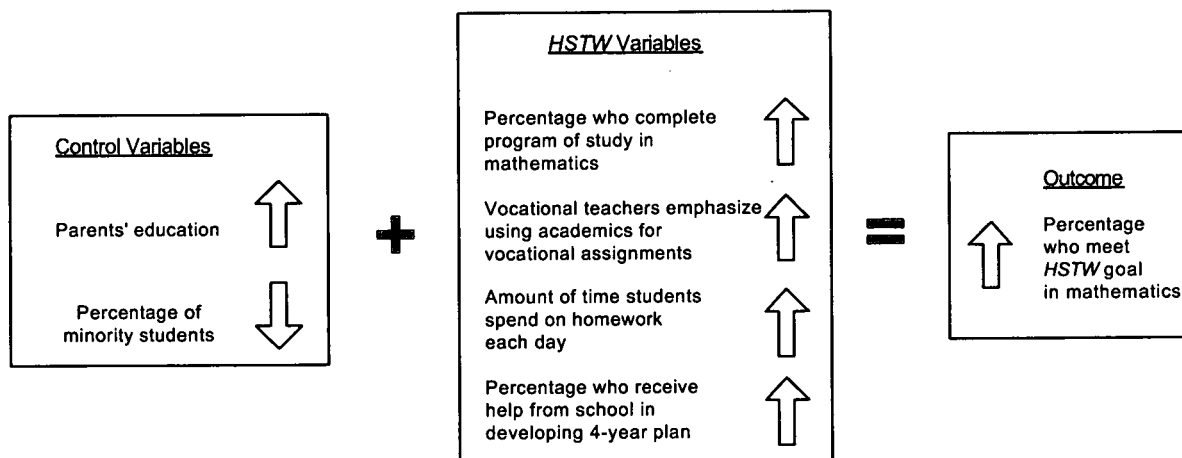 Control Variables
Parents' education
Percentage of
minority students
+
HSTW Variables
Percentage who complete
program of study in
mathematics
Vocational teachers emphasize
using academics for
vocational assignments
Amount of time students
spend on homework
each day
Percentage who receive
help from school in
developing 4-year plan
=
Outcome
Percentage
who meet
HSTW goal
in mathematics